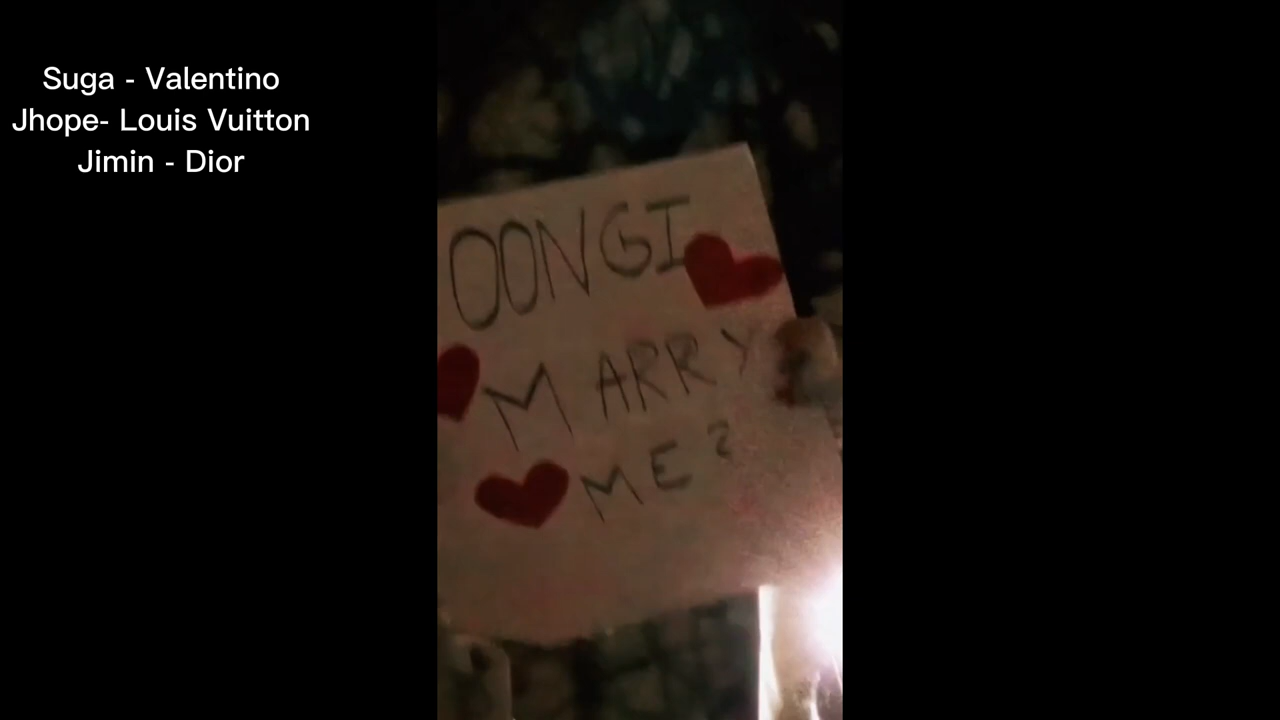 Suga - Valentino
Jhope- Louis Vuitton
Jimin - Dior
OONGI
MARRY
ME?